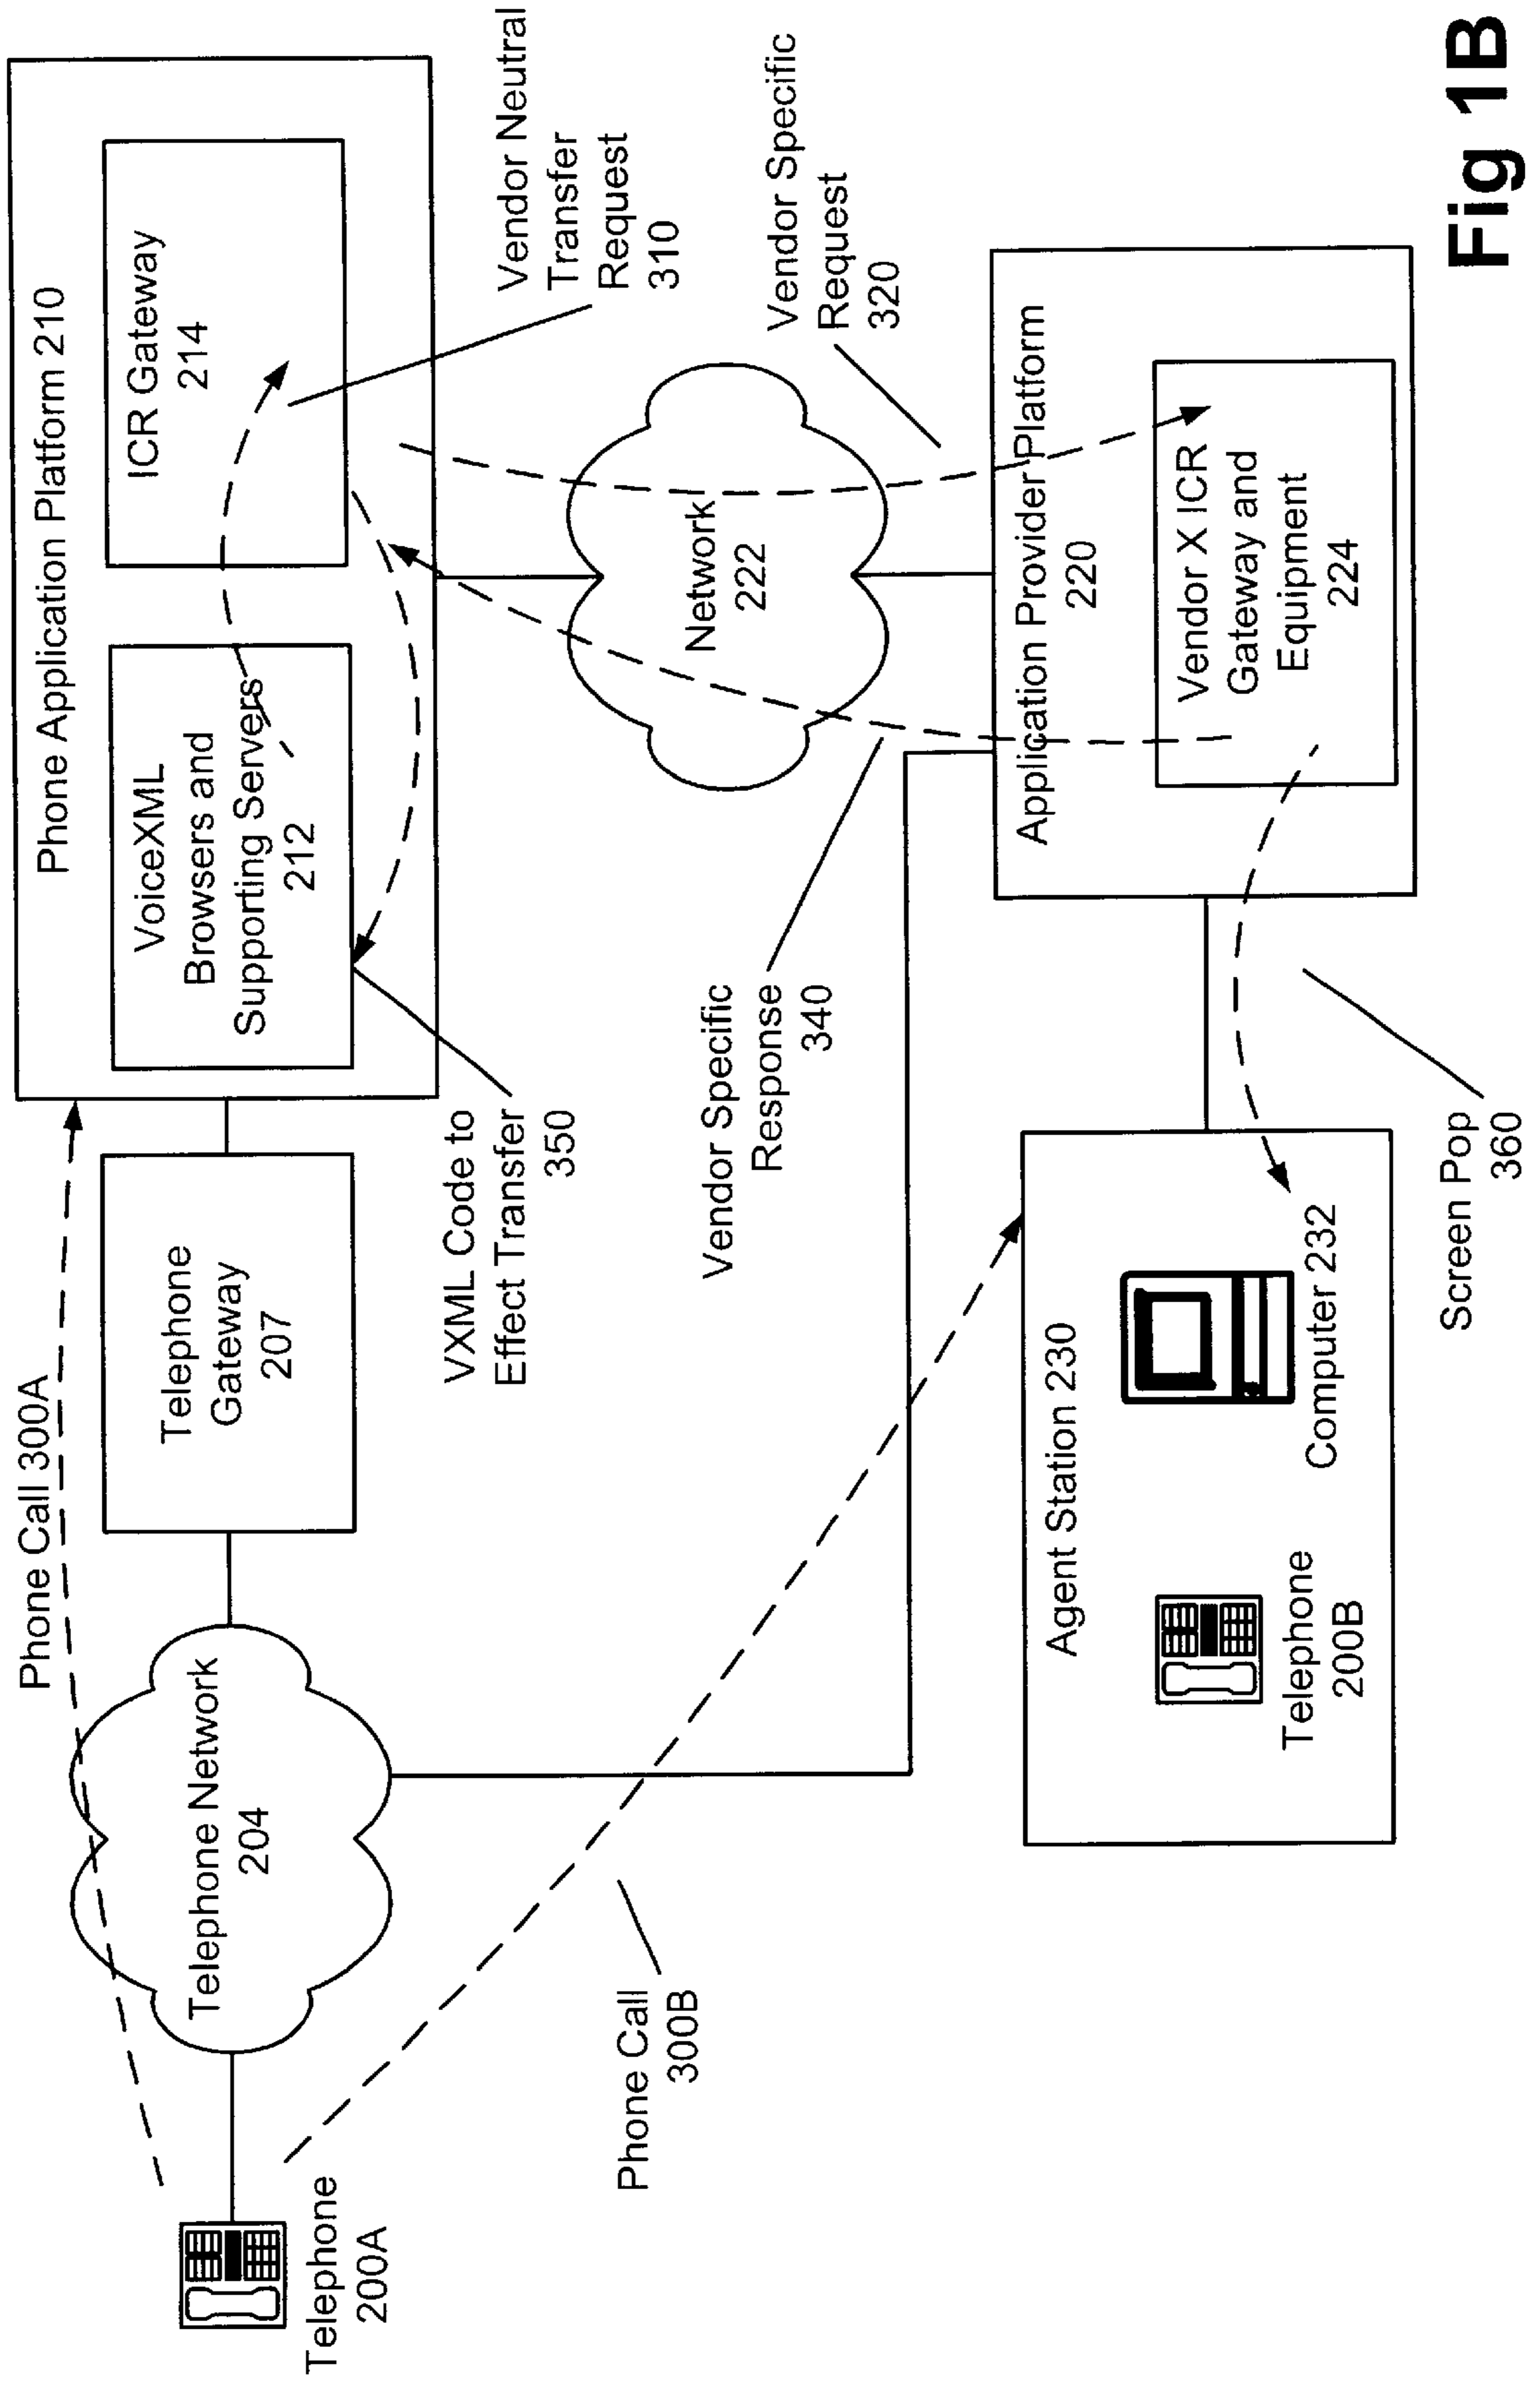 Phone Call 300A
Phone Application Platform 210
Telephone
200A
Telephone Network
204
Telephone
Gateway
207
VoiceXML
Browsers and
Supporting Servers
212
ICR Gateway
214
VXML Code to
Effect Transfer
350
Vendor Neutral
Transfer
Request
310
Phone Call
300B
Vendor Specific
Response
340
Network
222
Vendor Specific
Request
320
Agent Station 230
Telephone
200B
Computer 232
Application Provider Platform
220
Vendor X ICR
Gateway and
Equipment
224
Screen Pop
360
Fig 1B